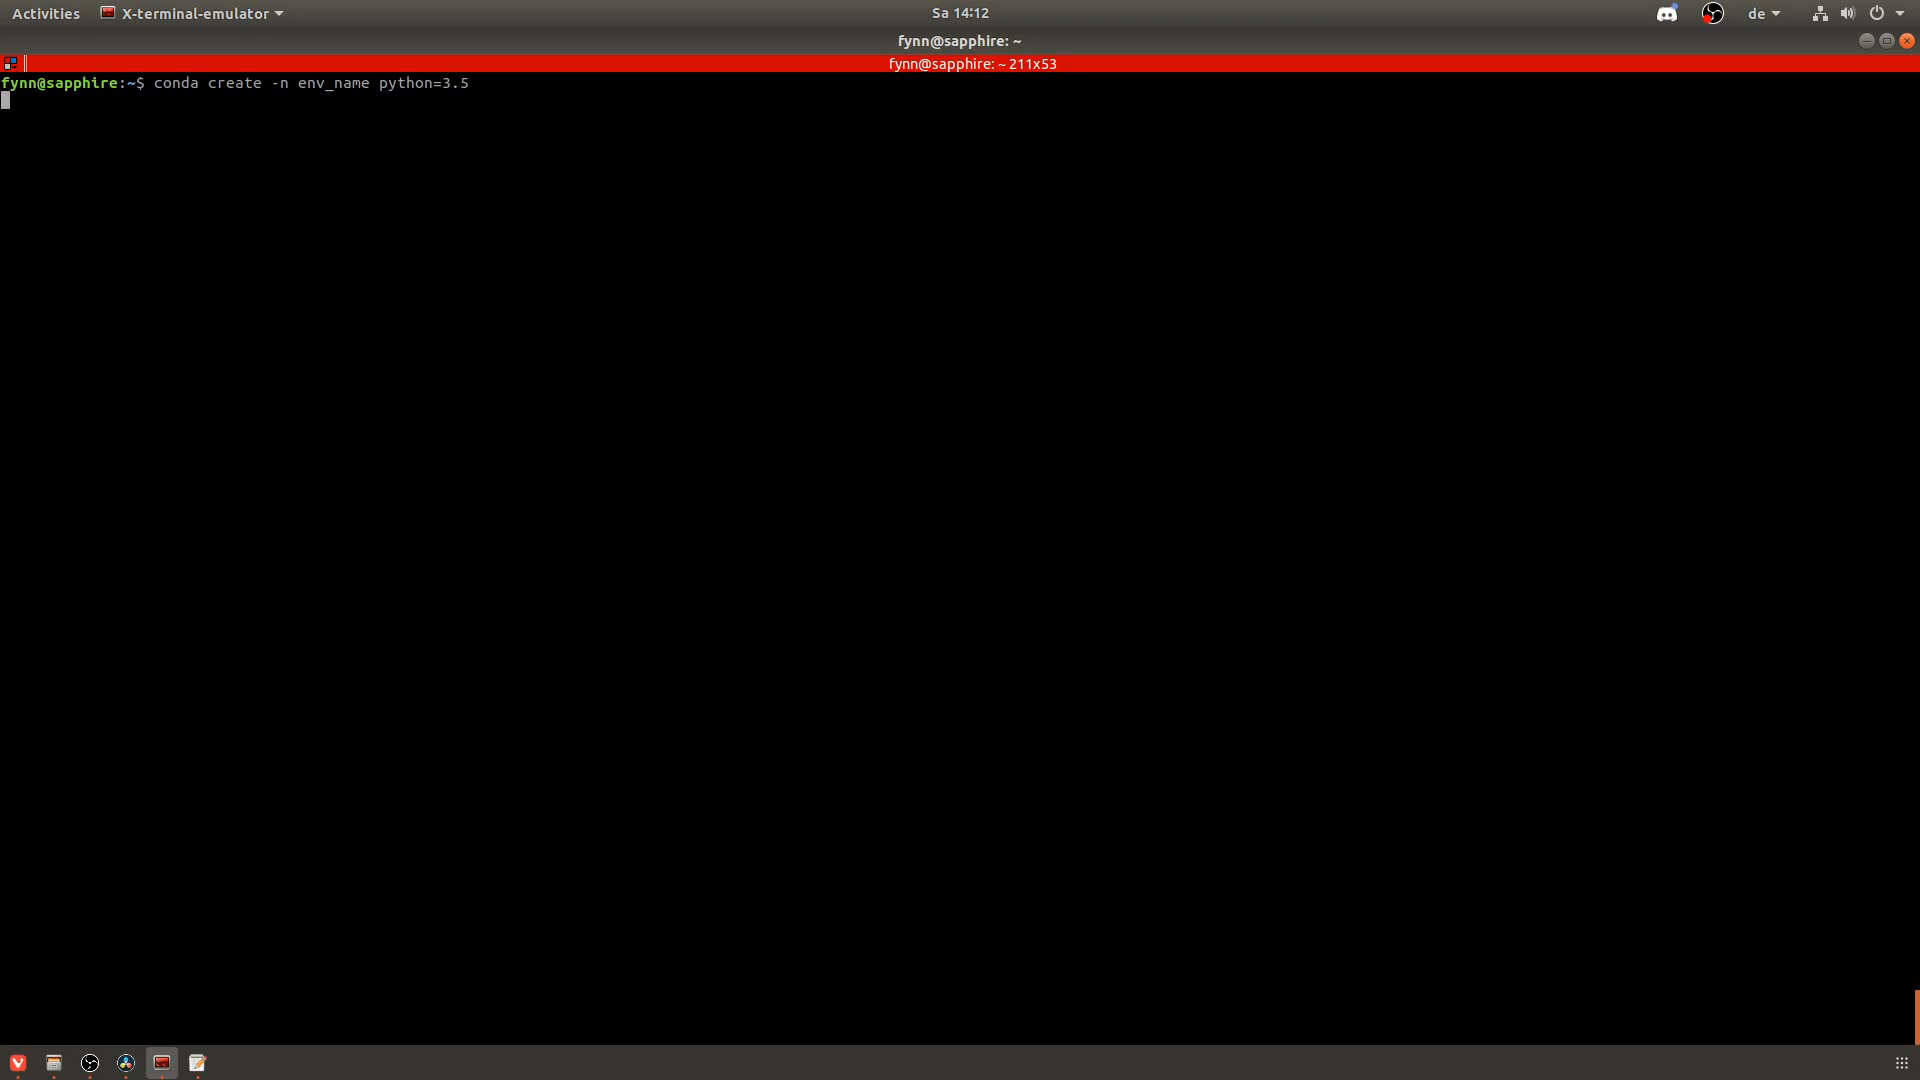 Activities X-terminal-emulator Sa 14:12 de
fynn@sapphire: ~
fynn@sapphire: ~ 211x53
fynn@sapphire:~$ conda create -n env_name python=3.5